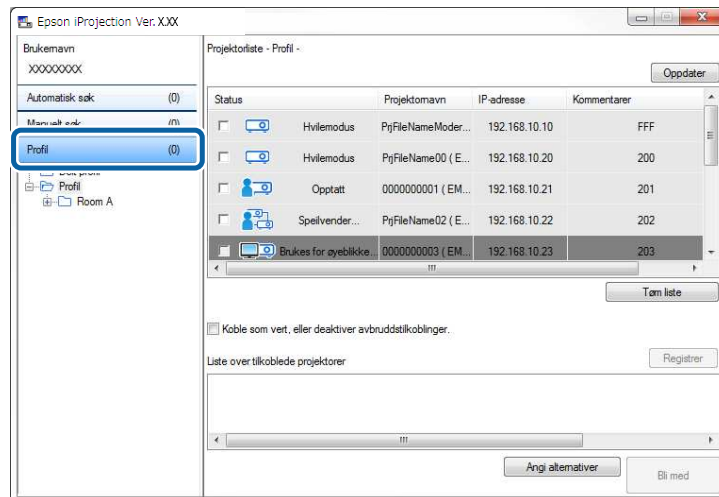 Epson iProjection Ver. X.XX
Brukernavn
XXXXXXXX
Automatisk søk (0)
Manuelt søk (0)
Profil (0)
Delt profil
Profil
Room A
Projektorliste - Profil -
Oppdater
Status Projektornavn IP-adresse Kommentarer
Hvilemodus PrjFileNameModer... 192.168.10.10 FFF
Hvilemodus PrjFileName00 ( E... 192.168.10.20 200
Opptatt 0000000001 ( EM... 192.168.10.21 201
Speilvender... PrjFileName02 ( E... 192.168.10.22 202
Brukes for øyeblikke... 0000000003 ( EM... 192.168.10.23 203
Tøm liste
Koble som vert, eller deaktiver avbruddstilkoblinger.
Liste over tilkoblede projektorer
Registrer
Angi alternativer
Bli med